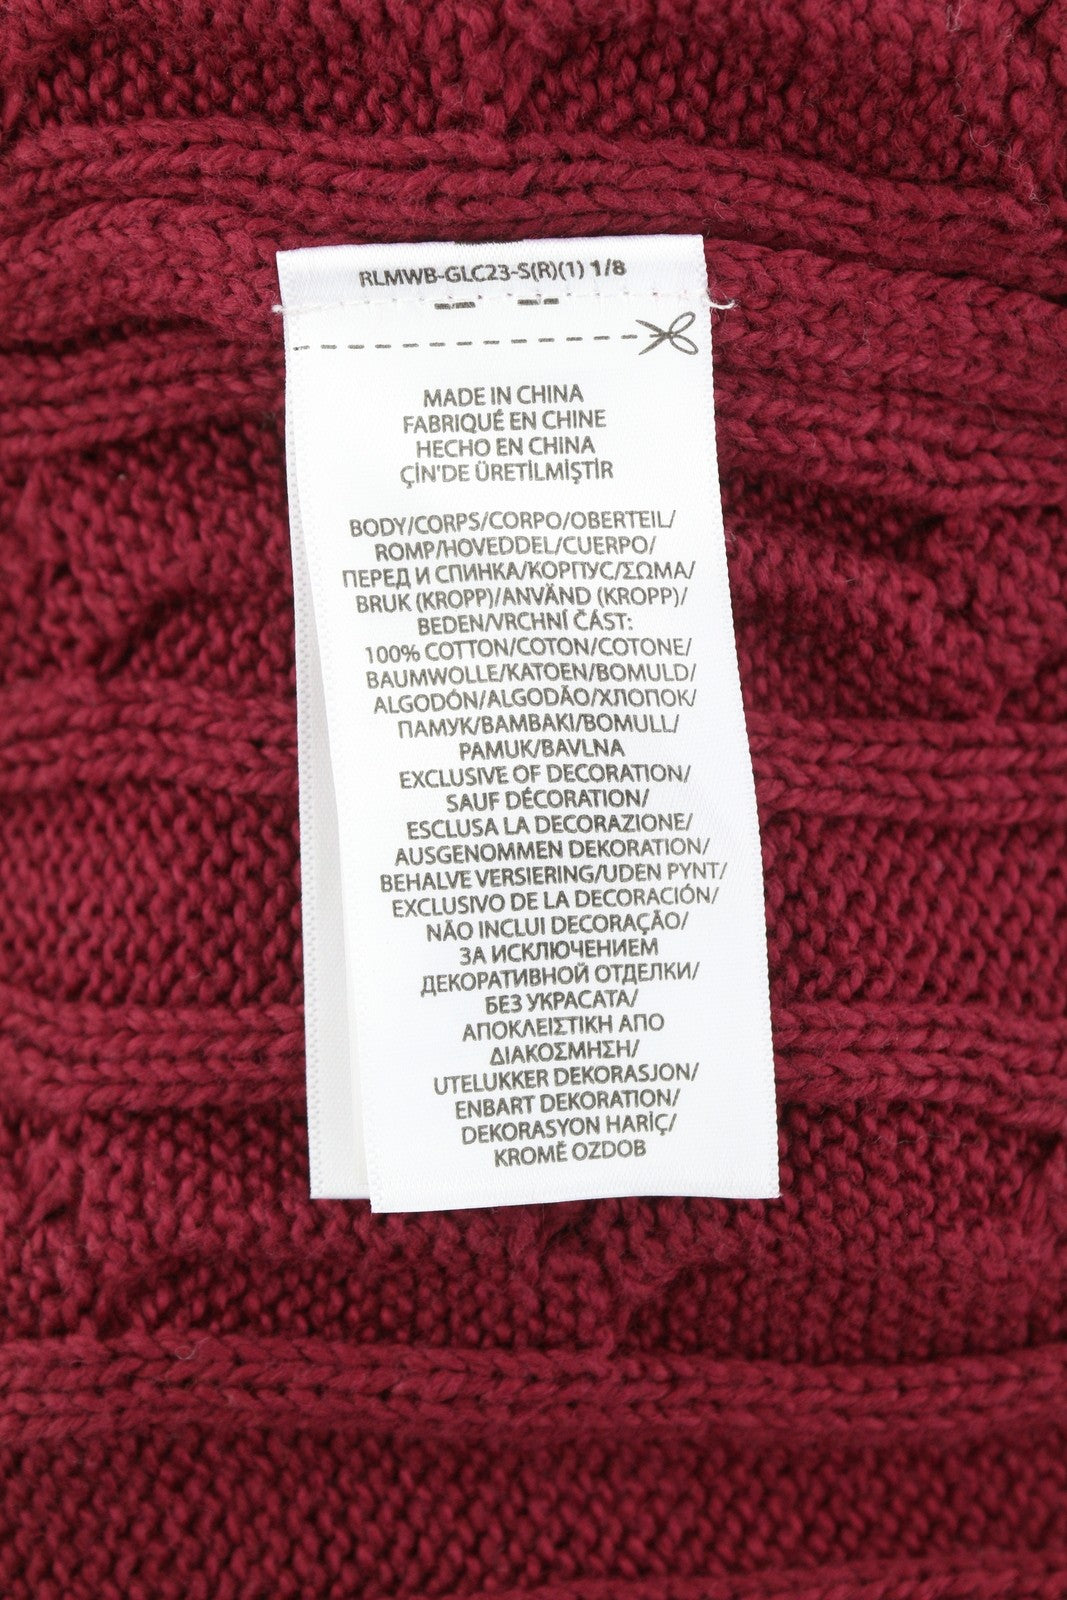 RLMWB-GLC23-S(R)(1) 1/8
MADE IN CHINA
FABRIQUÉ EN CHINE
HECHO EN CHINA
ÇİN'DE ÜRETİLMİŞTİR
BODY/CORPS/CORPO/OBERTEIL/
ROMP/HOVEDDEL/CUERPO/
ПЕРЕД И СПИНКА/КОРПУС/ΣΩΜΑ/
BRUK (KROPP)/ANVÄND (KROPP)/
BEDEN/VRCHNÍ ČÁST:
100% COTTON/COTON/COTONE/
BAUMWOLLE/KATOEN/BOMULD/
ALGODÓN/ALGODÃO/ХЛОПОК/
ПАМУК/ΒΑΜΒΑΚΙ/BOMULL/
PAMUK/BAVLNA
EXCLUSIVE OF DECORATION/
SAUF DÉCORATION/
ESCLUSA LA DECORAZIONE/
AUSGENOMMEN DEKORATION/
BEHALVE VERSIERING/UDEN PYNT/
EXCLUSIVO DE LA DECORACIÓN/
NÃO INCLUI DECORAÇÃO/
ЗА ИСКЛЮЧЕНИЕМ
ДЕКОРАТИВНОЙ ОТДЕЛКИ/
БЕЗ УКРАСАТА/
ΑΠΟΚΛΕΙΣΤΙΚΗ ΑΠΟ
ΔΙΑΚΟΣΜΗΣΗ/
UTELUKKER DEKORASJON/
ENBART DEKORATION/
DEKORASYON HARİÇ/
KROMĚ OZDOB